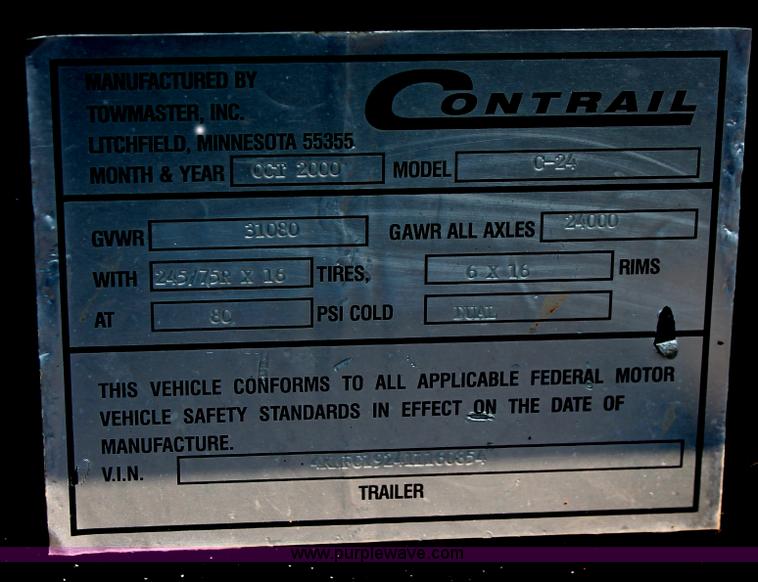 MANUFACTURED BY
TOWMASTER, INC.
LITCHFIELD, MINNESOTA 55355
CONTRAIL
MONTH & YEAR OCT 2000 MODEL C-24
GVWR 31080 GAWR ALL AXLES 24000
WITH 245/75R X 16 TIRES, 6 X 16 RIMS
AT 80 PSI COLD DUAL
THIS VEHICLE CONFORMS TO ALL APPLICABLE FEDERAL MOTOR
VEHICLE SAFETY STANDARDS IN EFFECT ON THE DATE OF
MANUFACTURE.
V.I.N.
TRAILER
www.purplewave.com